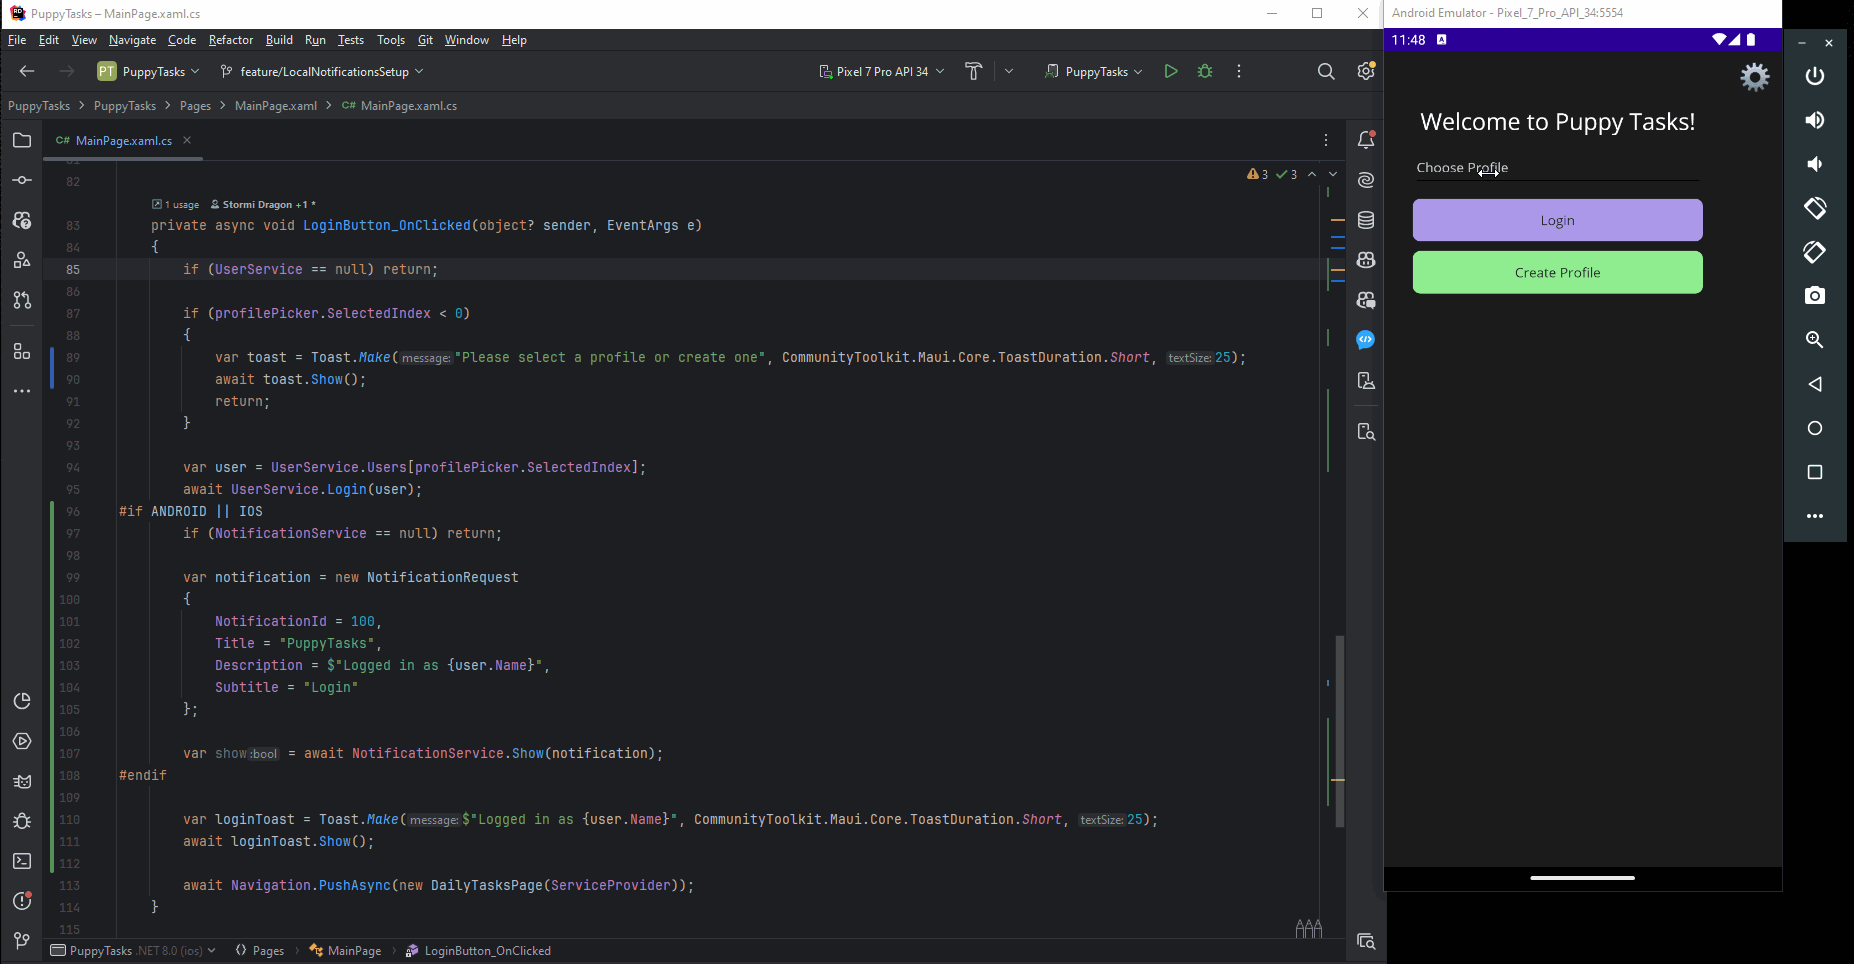 PuppyTasks – MainPage.xaml.cs
File Edit View Navigate Code Refactor Build Run Tests Tools Git Window Help
PT PuppyTasks feature/LocalNotificationsSetup Pixel 7 Pro API 34 PuppyTasks
PuppyTasks > PuppyTasks > Pages > MainPage.xaml > C# MainPage.xaml.cs
C# MainPage.xaml.cs
3 3
81
82
1 usage Stormi Dragon +1 *
83 private async void LoginButton_OnClicked(object? sender, EventArgs e)
84 {
85 if (UserService == null) return;
86
87 if (profilePicker.SelectedIndex < 0)
88 {
89 var toast = Toast.Make(message: "Please select a profile or create one", CommunityToolkit.Maui.Core.ToastDuration.Short, textSize: 25);
90 await toast.Show();
91 return;
92 }
93
94 var user = UserService.Users[profilePicker.SelectedIndex];
95 await UserService.Login(user);
96 #if ANDROID || IOS
97 if (NotificationService == null) return;
98
99 var notification = new NotificationRequest
100 {
101 NotificationId = 100,
102 Title = "PuppyTasks",
103 Description = $"Logged in as {user.Name}",
104 Subtitle = "Login"
105 };
106
107 var show:bool = await NotificationService.Show(notification);
108 #endif
109
110 var loginToast = Toast.Make(message: $"Logged in as {user.Name}", CommunityToolkit.Maui.Core.ToastDuration.Short, textSize: 25);
111 await loginToast.Show();
112
113 await Navigation.PushAsync(new DailyTasksPage(ServiceProvider));
114 }
115
PuppyTasks .NET 8.0 (ios) Pages MainPage LoginButton_OnClicked
Android Emulator - Pixel_7_Pro_API_34:5554
11:48
Welcome to Puppy Tasks!
Choose Profile
Login
Create Profile